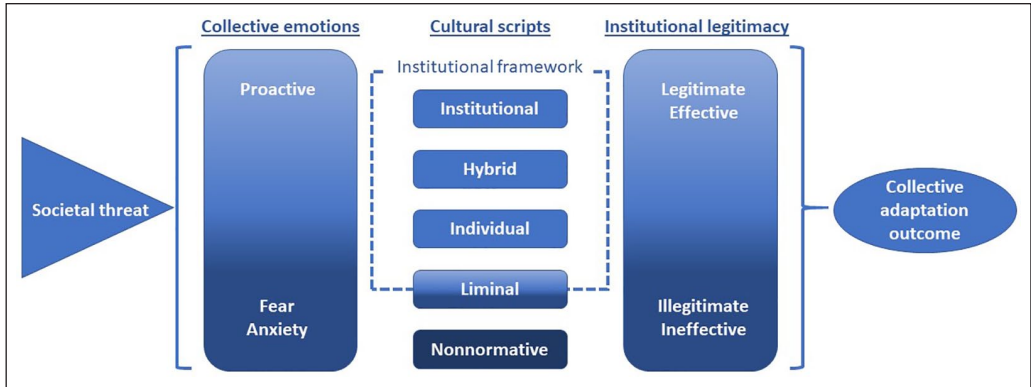 Collective emotions
Cultural scripts
Institutional legitimacy
Institutional framework
Proactive
Institutional
Legitimate
Effective
Hybrid
Societal threat
Individual
Collective
adaptation
outcome
Liminal
Fear
Anxiety
Illegitimate
Ineffective
Nonnormative